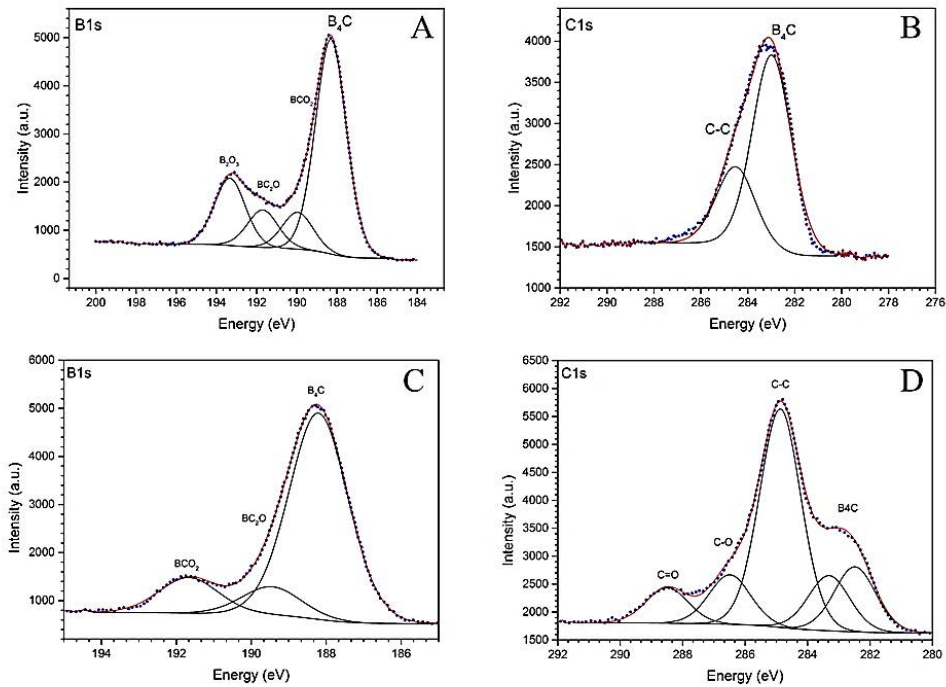 B1s
B₄C
A
BCO₂
B₂O₃
BC₂O
5000
4000
3000
2000
1000
0
200 198 196 194 192 190 188 186 184
Energy (eV)
Intensity (a.u.)
C1s
B₄C
B
C-C
4000
3500
3000
2500
2000
1500
1000
292 290 288 286 284 282 280 278 276
Energy (eV)
Intensity (a.u.)
B1s
B₄C
C
BC₂O
BCO₂
6000
5000
4000
3000
2000
1000
194 192 190 188 186
Energy (eV)
Intensity (a.u.)
C1s
C-C
D
B4C
C-O
C=O
6500
6000
5500
5000
4500
4000
3500
3000
2500
2000
1500
292 290 288 286 284 282 280
Energy (eV)
Intensity (a.u.)